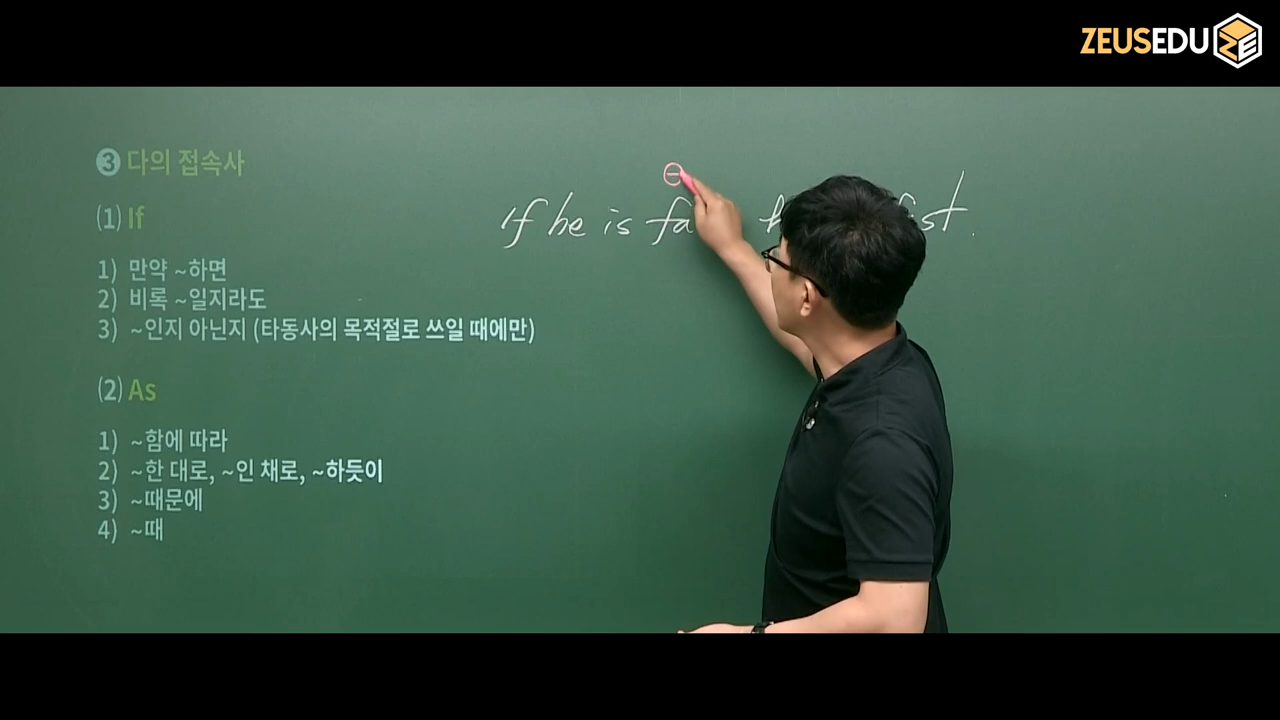 ZEUSEDU
ZE
❸ 다의 접속사
(1) If
If he is
1) 만약 ~하면
2) 비록 ~일지라도
3) ~인지 아닌지 (타동사의 목적절로 쓰일 때에만)
(2) As
1) ~함에 따라
2) ~한 대로, ~인 채로, ~하듯이
3) ~때문에
4) ~때